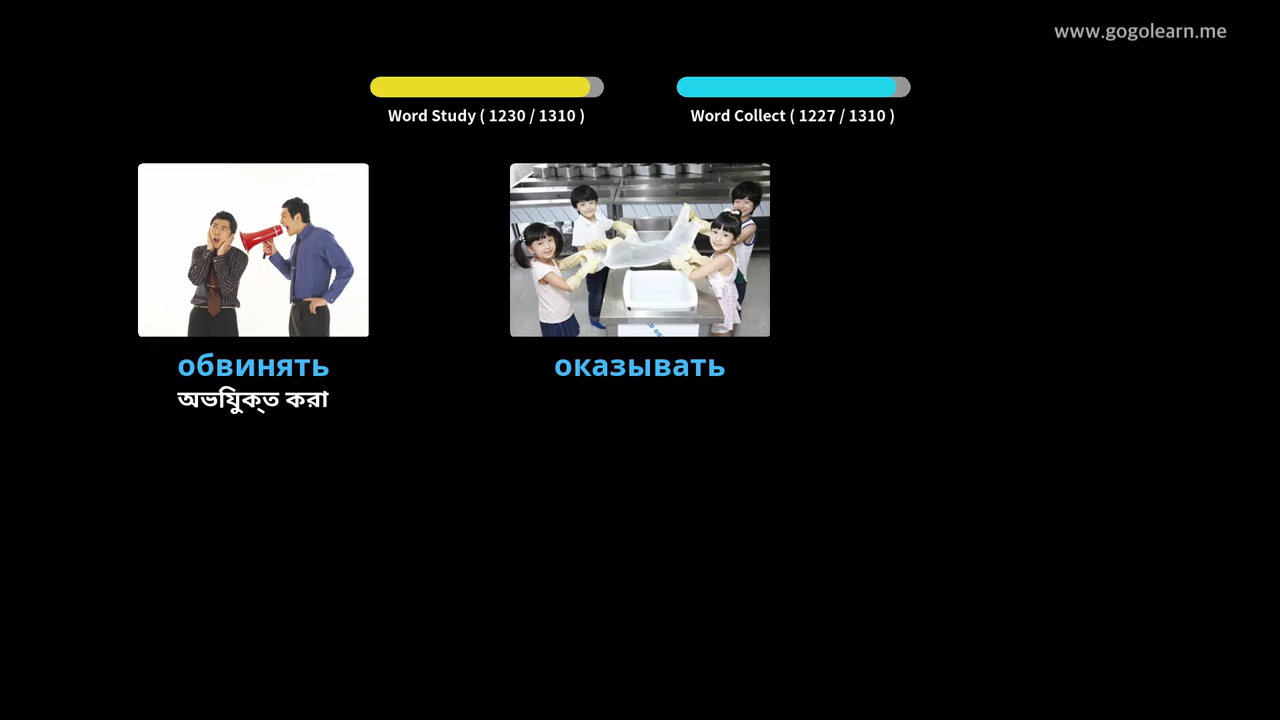 www.gogolearn.me
Word Study ( 1230 / 1310 )
Word Collect ( 1227 / 1310 )
обвинять
অভিযুক্ত করা
оказывать